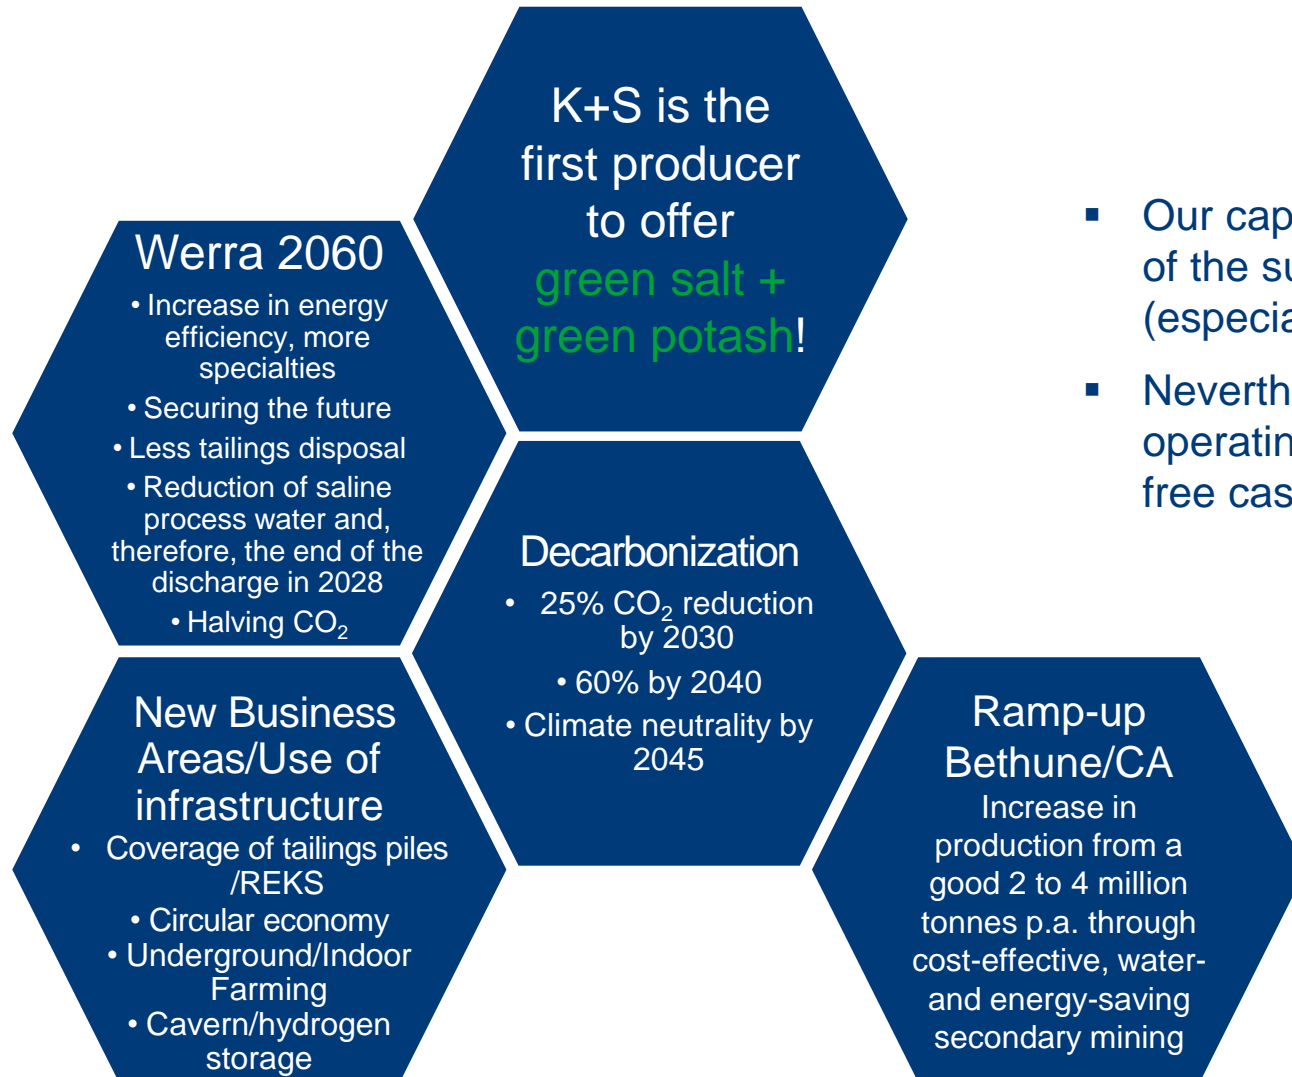 K+S is the
first producer
to offer
green salt +
green potash!
Werra 2060
• Increase in energy
efficiency, more
specialties
• Securing the future
• Less tailings disposal
• Reduction of saline
process water and,
therefore, the end of the
discharge in 2028
• Halving CO₂
Decarbonization
• 25% CO₂ reduction
by 2030
• 60% by 2040
• Climate neutrality by
2045
New Business
Areas/Use of
infrastructure
• Coverage of tailings piles
/REKS
• Circular economy
• Underground/Indoor
Farming
• Cavern/hydrogen
storage
Ramp-up
Bethune/CA
Increase in
production from a
good 2 to 4 million
tonnes p.a. through
cost-effective, water-
and energy-saving
secondary mining
▪ Our cap
of the su
(especia
▪ Neverth
operatin
free cas